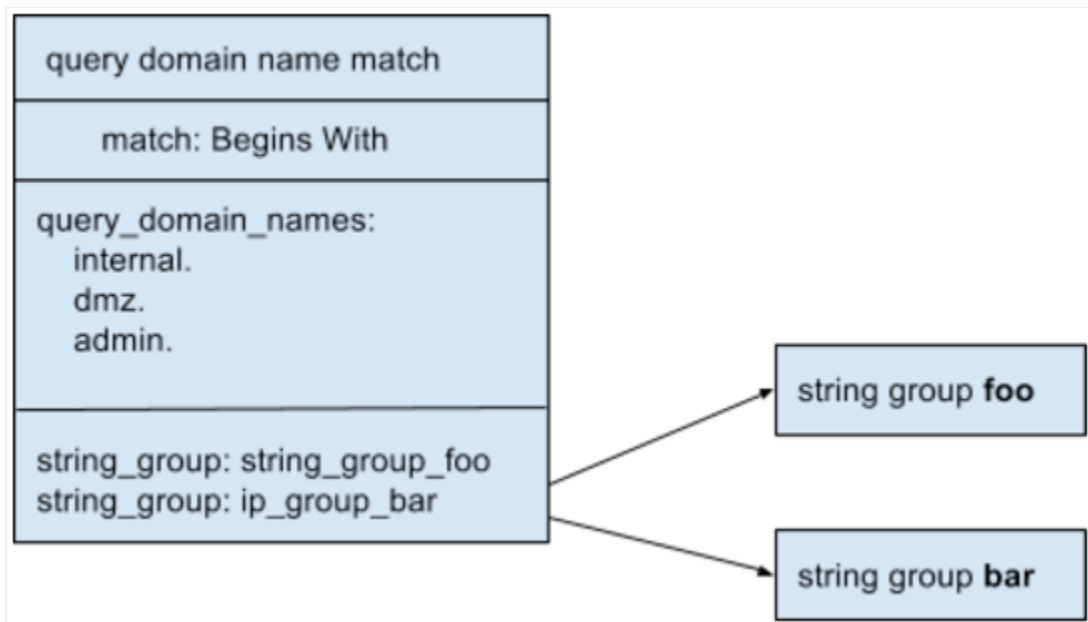 query domain name match
match: Begins With
query_domain_names:
internal.
dmz.
admin.
string_group: string_group_foo
string_group: ip_group_bar
string group foo
string group bar